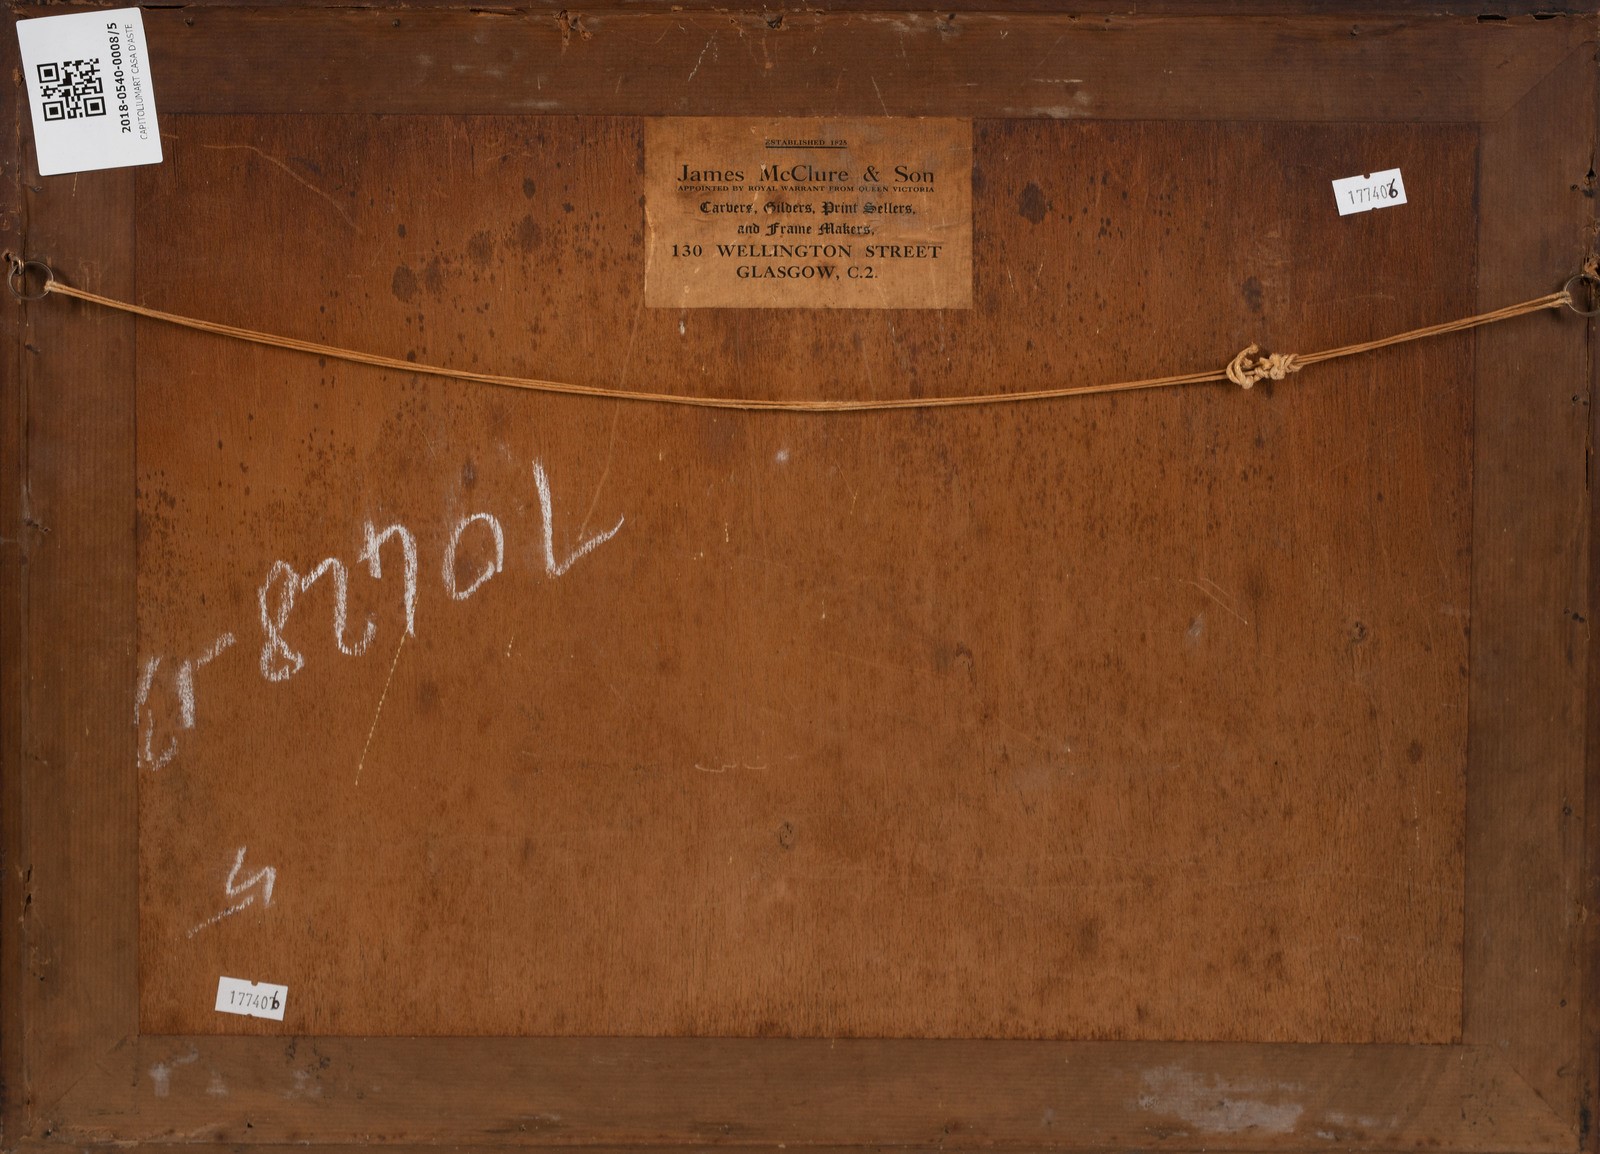 2018-0540-0008/5
CAPITOLIUMART CASA D'ASTE
ESTABLISHED 1828
James McClure & Son
APPOINTED BY ROYAL WARRANT FROM QUEEN VICTORIA
Carvers, Gilders, Print Sellers,
and Frame Makers,
130 WELLINGTON STREET
GLASGOW, C.2.
177406
177406